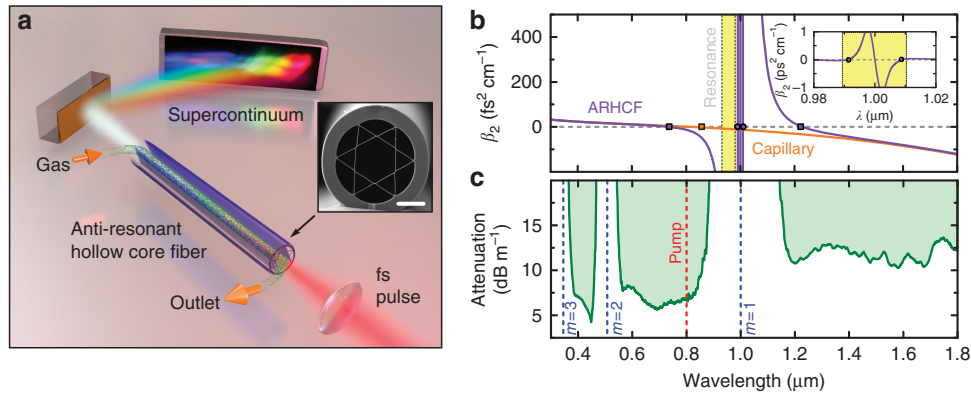 a
Supercontinuum
Gas
Anti-resonant
hollow core fiber
Outlet
fs
pulse
b
β₂ (fs² cm⁻¹)
400
200
0
ARHCF
Resonance
Capillary
β₂ (ps² cm⁻¹)
1
0
−1
0.98 1.00 1.02
λ (μm)
c
Attenuation
(dB m⁻¹)
20
15
10
5
m=3
m=2
Pump
m=1
0.4 0.6 0.8 1.0 1.2 1.4 1.6 1.8
Wavelength (μm)